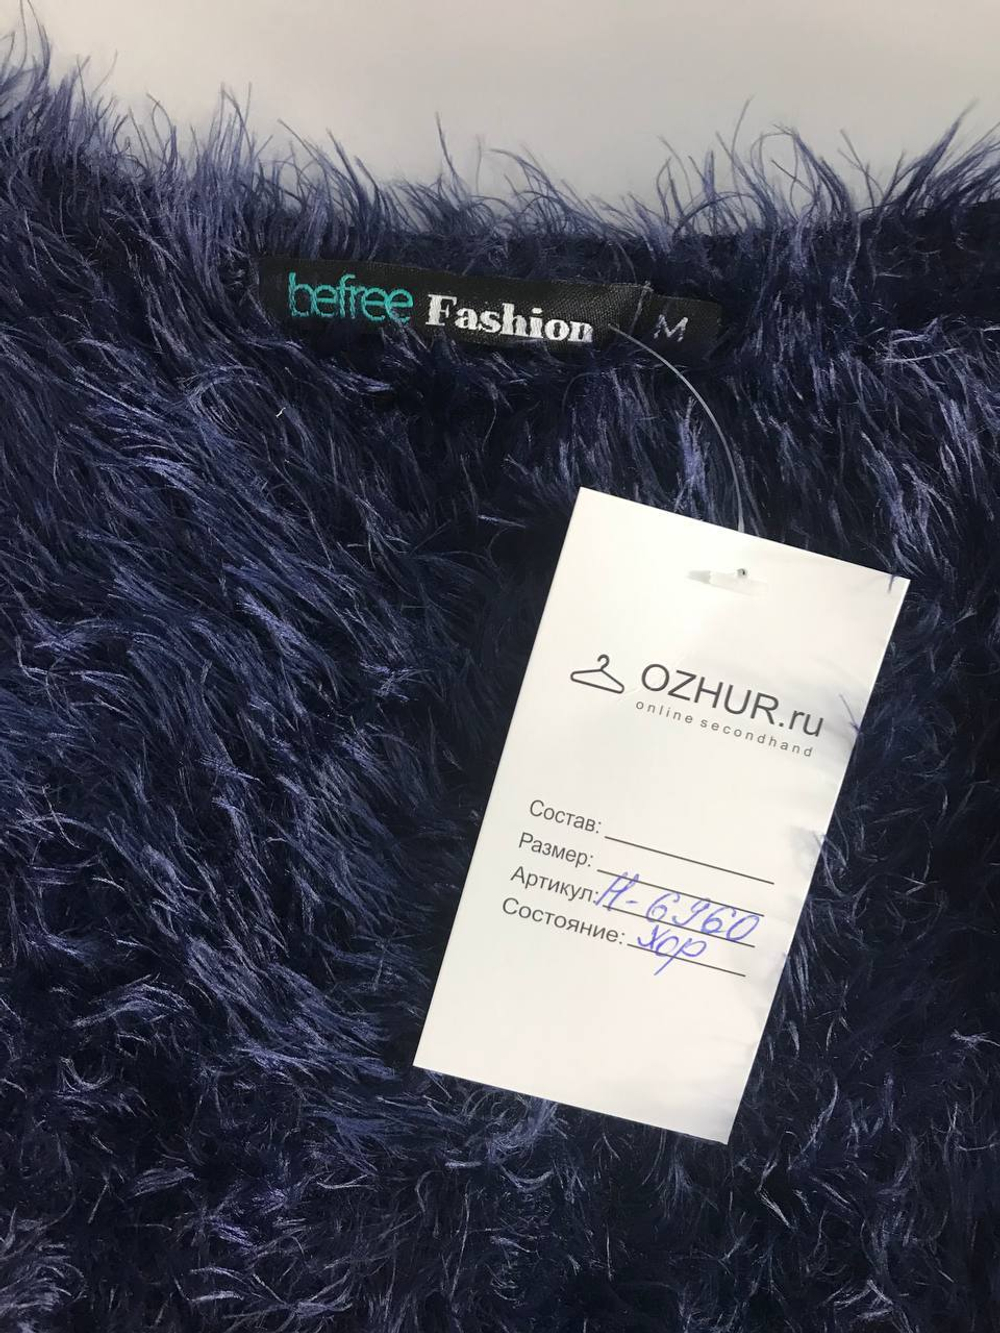 befree Fashion M
OZHUR.ru
online secondhand
Состав:
Размер:
Артикул: Н-6960
Состояние: хор